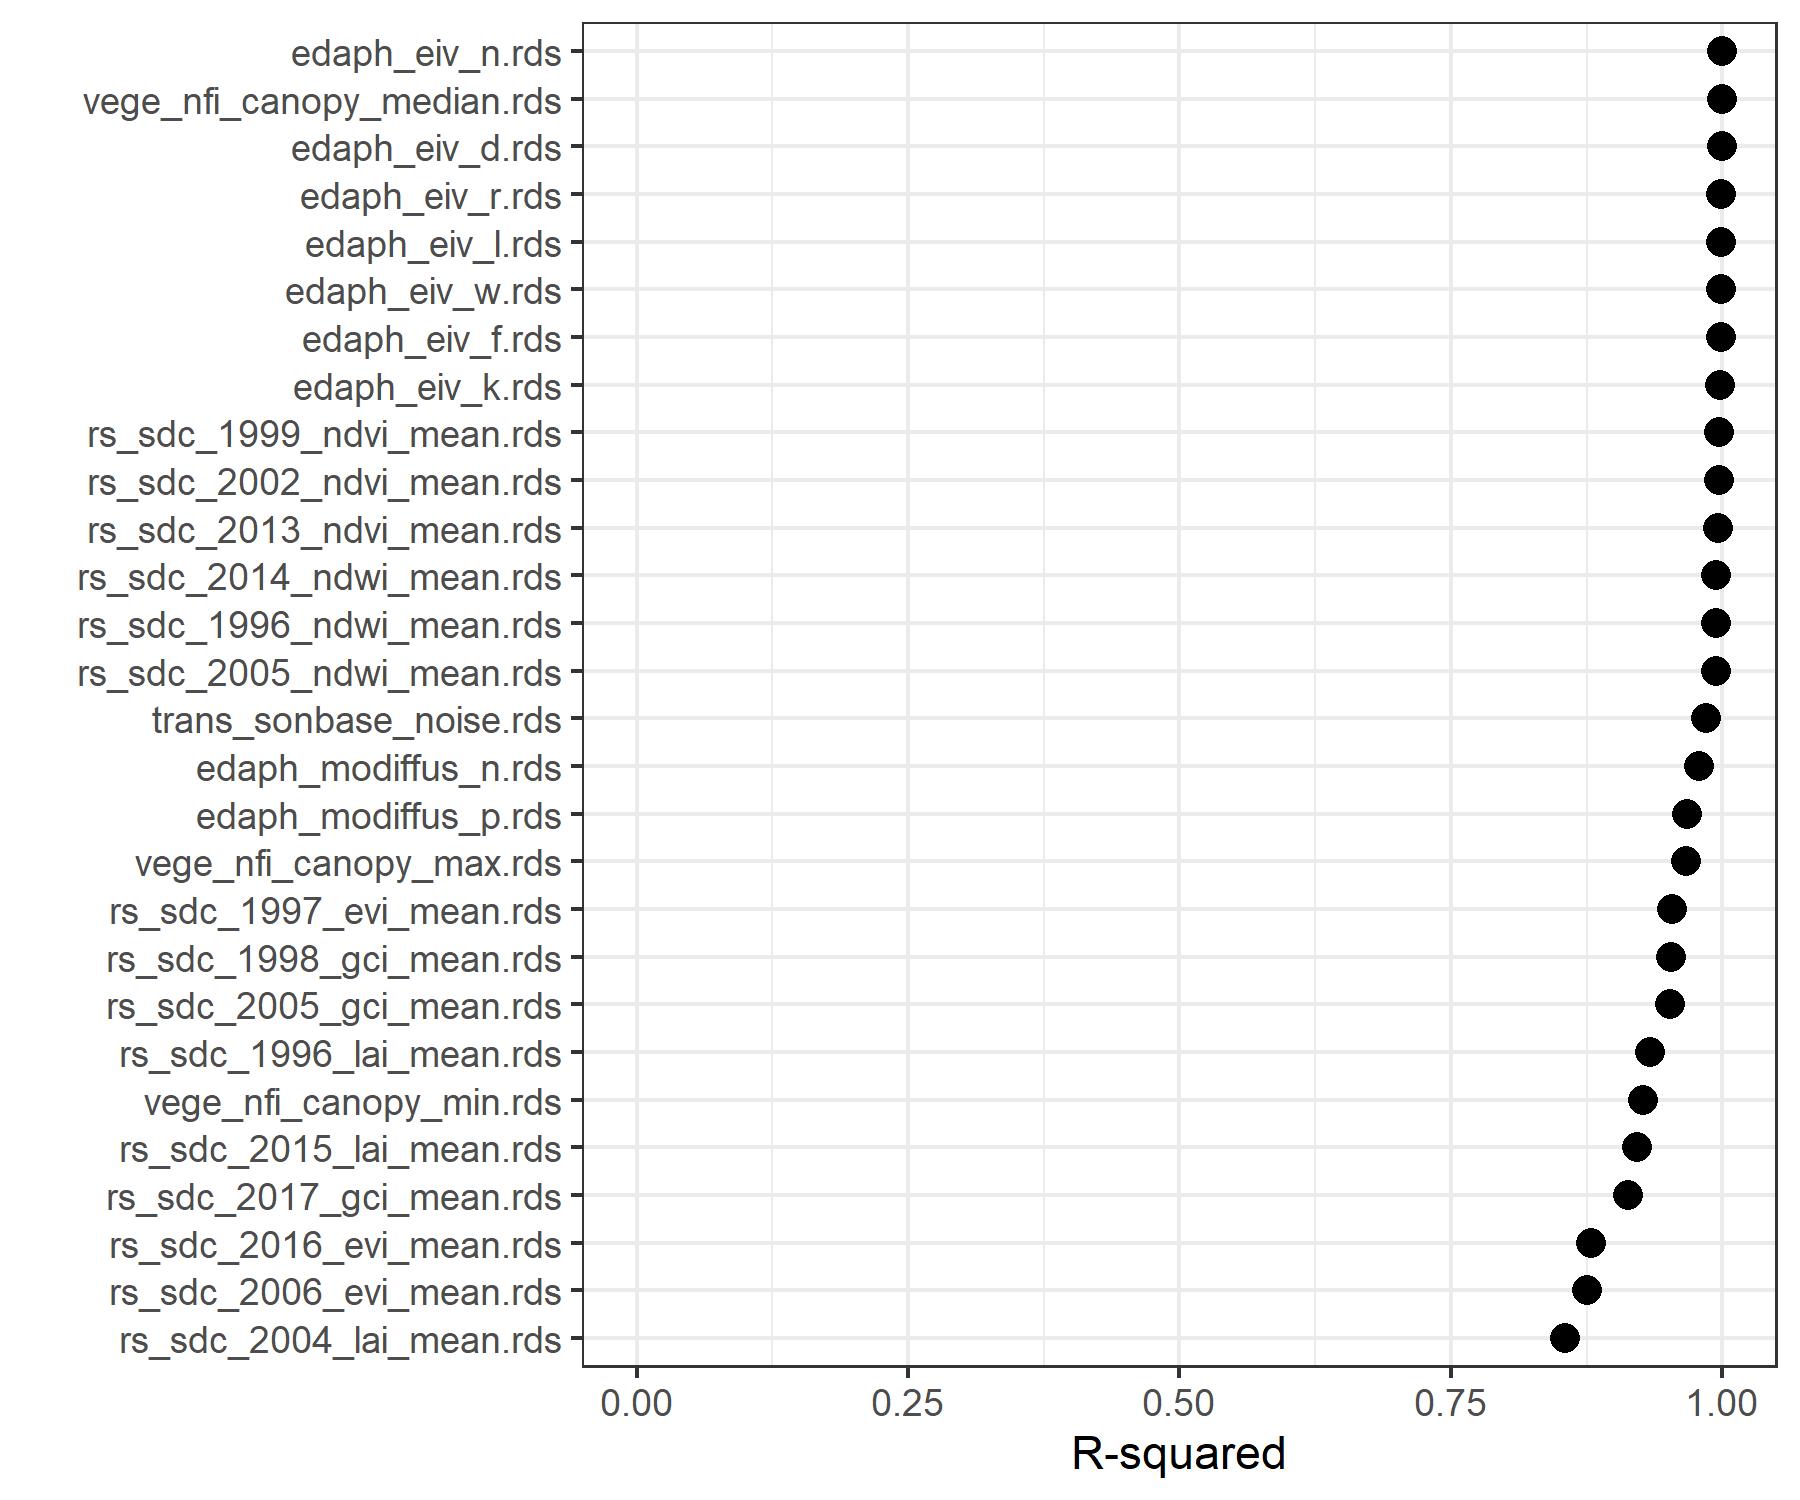 edaph_eiv_n.rds
vege_nfi_canopy_median.rds
edaph_eiv_d.rds
edaph_eiv_r.rds
edaph_eiv_l.rds
edaph_eiv_w.rds
edaph_eiv_f.rds
edaph_eiv_k.rds
rs_sdc_1999_ndvi_mean.rds
rs_sdc_2002_ndvi_mean.rds
rs_sdc_2013_ndvi_mean.rds
rs_sdc_2014_ndwi_mean.rds
rs_sdc_1996_ndwi_mean.rds
rs_sdc_2005_ndwi_mean.rds
trans_sonbase_noise.rds
edaph_modiffus_n.rds
edaph_modiffus_p.rds
vege_nfi_canopy_max.rds
rs_sdc_1997_evi_mean.rds
rs_sdc_1998_gci_mean.rds
rs_sdc_2005_gci_mean.rds
rs_sdc_1996_lai_mean.rds
vege_nfi_canopy_min.rds
rs_sdc_2015_lai_mean.rds
rs_sdc_2017_gci_mean.rds
rs_sdc_2016_evi_mean.rds
rs_sdc_2006_evi_mean.rds
rs_sdc_2004_lai_mean.rds
0.00 0.25 0.50 0.75 1.00
R-squared